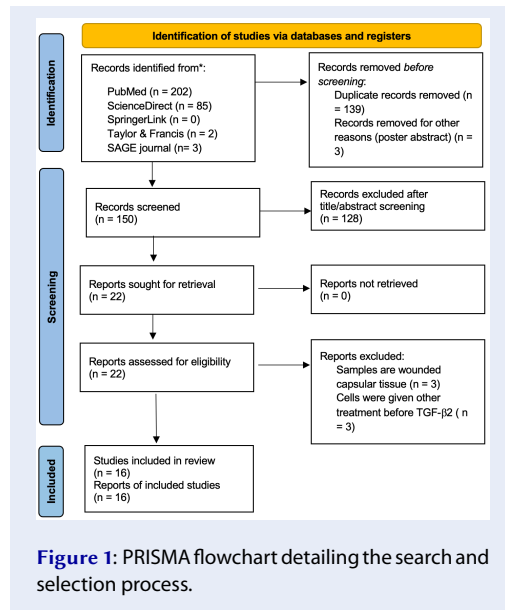 Identification of studies via databases and registers
Identification
Records identified from*:
PubMed (n = 202)
ScienceDirect (n = 85)
SpringerLink (n = 0)
Taylor & Francis (n = 2)
SAGE journal (n= 3)
Records removed before
screening:
Duplicate records removed (n
= 139)
Records removed for other
reasons (poster abstract) (n =
3)
Screening
Records screened
(n = 150)
Records excluded after
title/abstract screening
(n = 128)
Reports sought for retrieval
(n = 22)
Reports not retrieved
(n = 0)
Reports assessed for eligibility
(n = 22)
Reports excluded:
Samples are wounded
capsular tissue (n = 3)
Cells were given other
treatment before TGF-β2 ( n
= 3)
Included
Studies included in review
(n = 16)
Reports of included studies
(n = 16)
Figure 1: PRISMA flowchart detailing the search and
selection process.